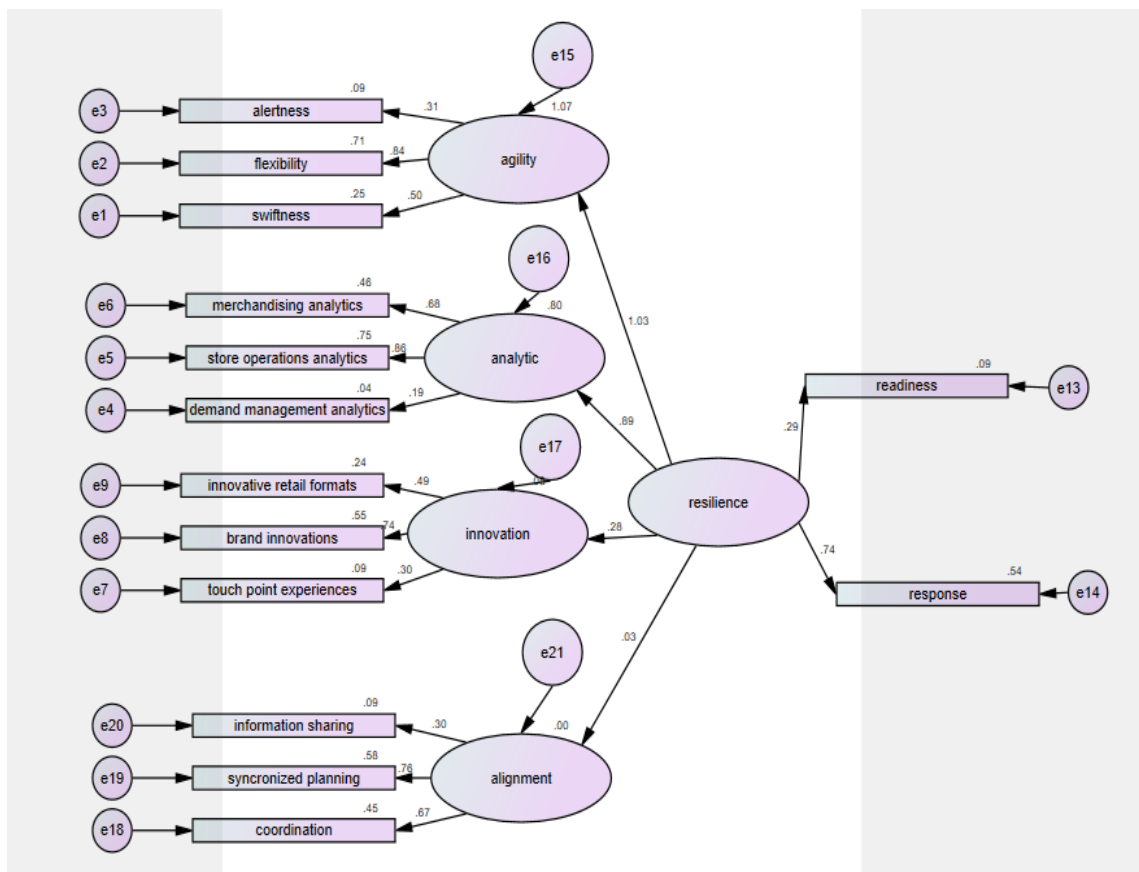 e15
.09
e3
alertness
.31
1.07
.71
e2
flexibility
.84
agility
.25
e1
swiftness
.50
e16
.46
e6
merchandising analytics
.68
.80
.75
e5
store operations analytics
.86
analytic
.04
e4
demand management analytics
.19
1.03
.09
readiness
e13
.89
.29
e17
.24
e9
innovative retail formats
.49
.55
e8
brand innovations
.74
innovation
.28
resilience
.09
e7
touch point experiences
.30
.74
.54
response
e14
e21
.03
.09
e20
information sharing
.30
.00
.58
e19
syncronized planning
.76
alignment
.45
e18
coordination
.67